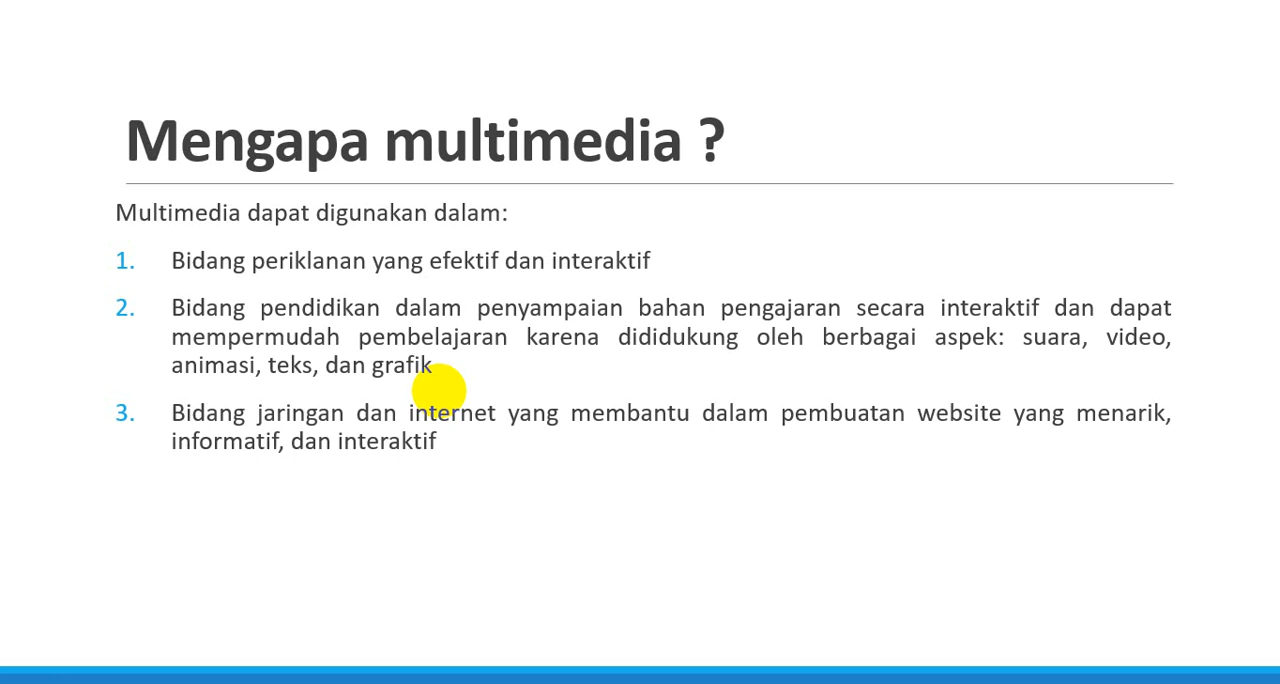 Mengapa multimedia ?
Multimedia dapat digunakan dalam:
1. Bidang periklanan yang efektif dan interaktif
2. Bidang pendidikan dalam penyampaian bahan pengajaran secara interaktif dan dapat
mempermudah pembelajaran karena dididukung oleh berbagai aspek: suara, video,
animasi, teks, dan grafik
3. Bidang jaringan dan internet yang membantu dalam pembuatan website yang menarik,
informatif, dan interaktif